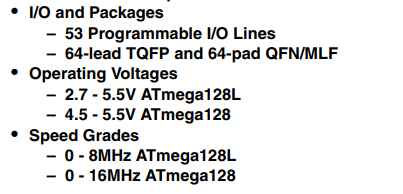 • I/O and Packages
– 53 Programmable I/O Lines
– 64-lead TQFP and 64-pad QFN/MLF
• Operating Voltages
– 2.7 - 5.5V ATmega128L
– 4.5 - 5.5V ATmega128
• Speed Grades
– 0 - 8MHz ATmega128L
– 0 - 16MHz ATmega128